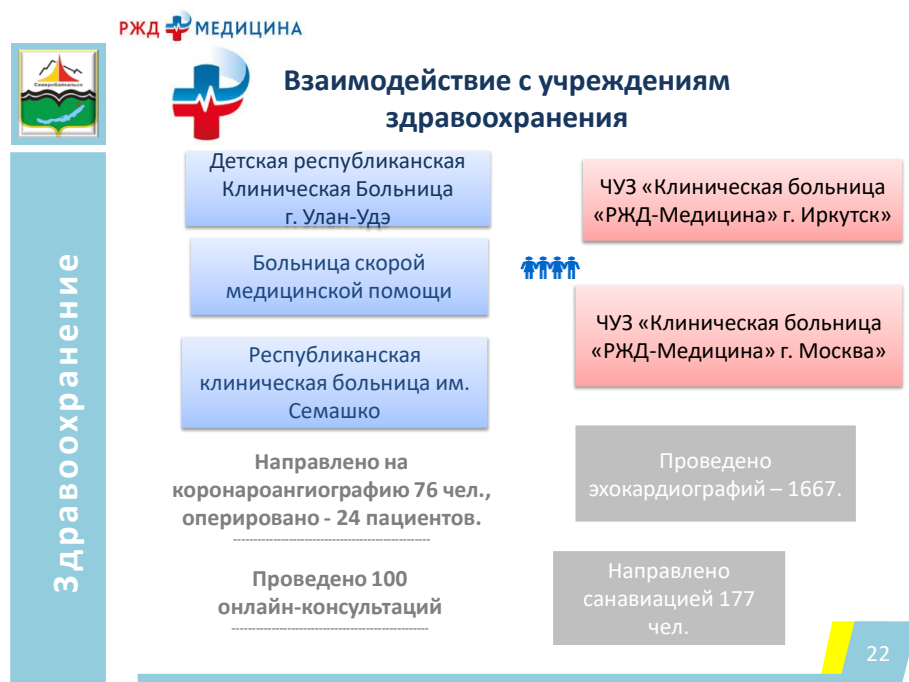 РЖД МЕДИЦИНА
Взаимодействие с учреждениям
здравоохранения
Здравоохранение
Детская республиканская
Клиническая Больница
г. Улан-Удэ
ЧУЗ «Клиническая больница
«РЖД-Медицина» г. Иркутск»
Больница скорой
медицинской помощи
ЧУЗ «Клиническая больница
«РЖД-Медицина» г. Москва»
Республиканская
клиническая больница им.
Семашко
Направлено на
коронароангиографию 76 чел.,
оперировано - 24 пациентов.
Проведено
эхокардиографий – 1667.
Проведено 100
онлайн-консультаций
Направлено
санавиацией 177
чел.
22